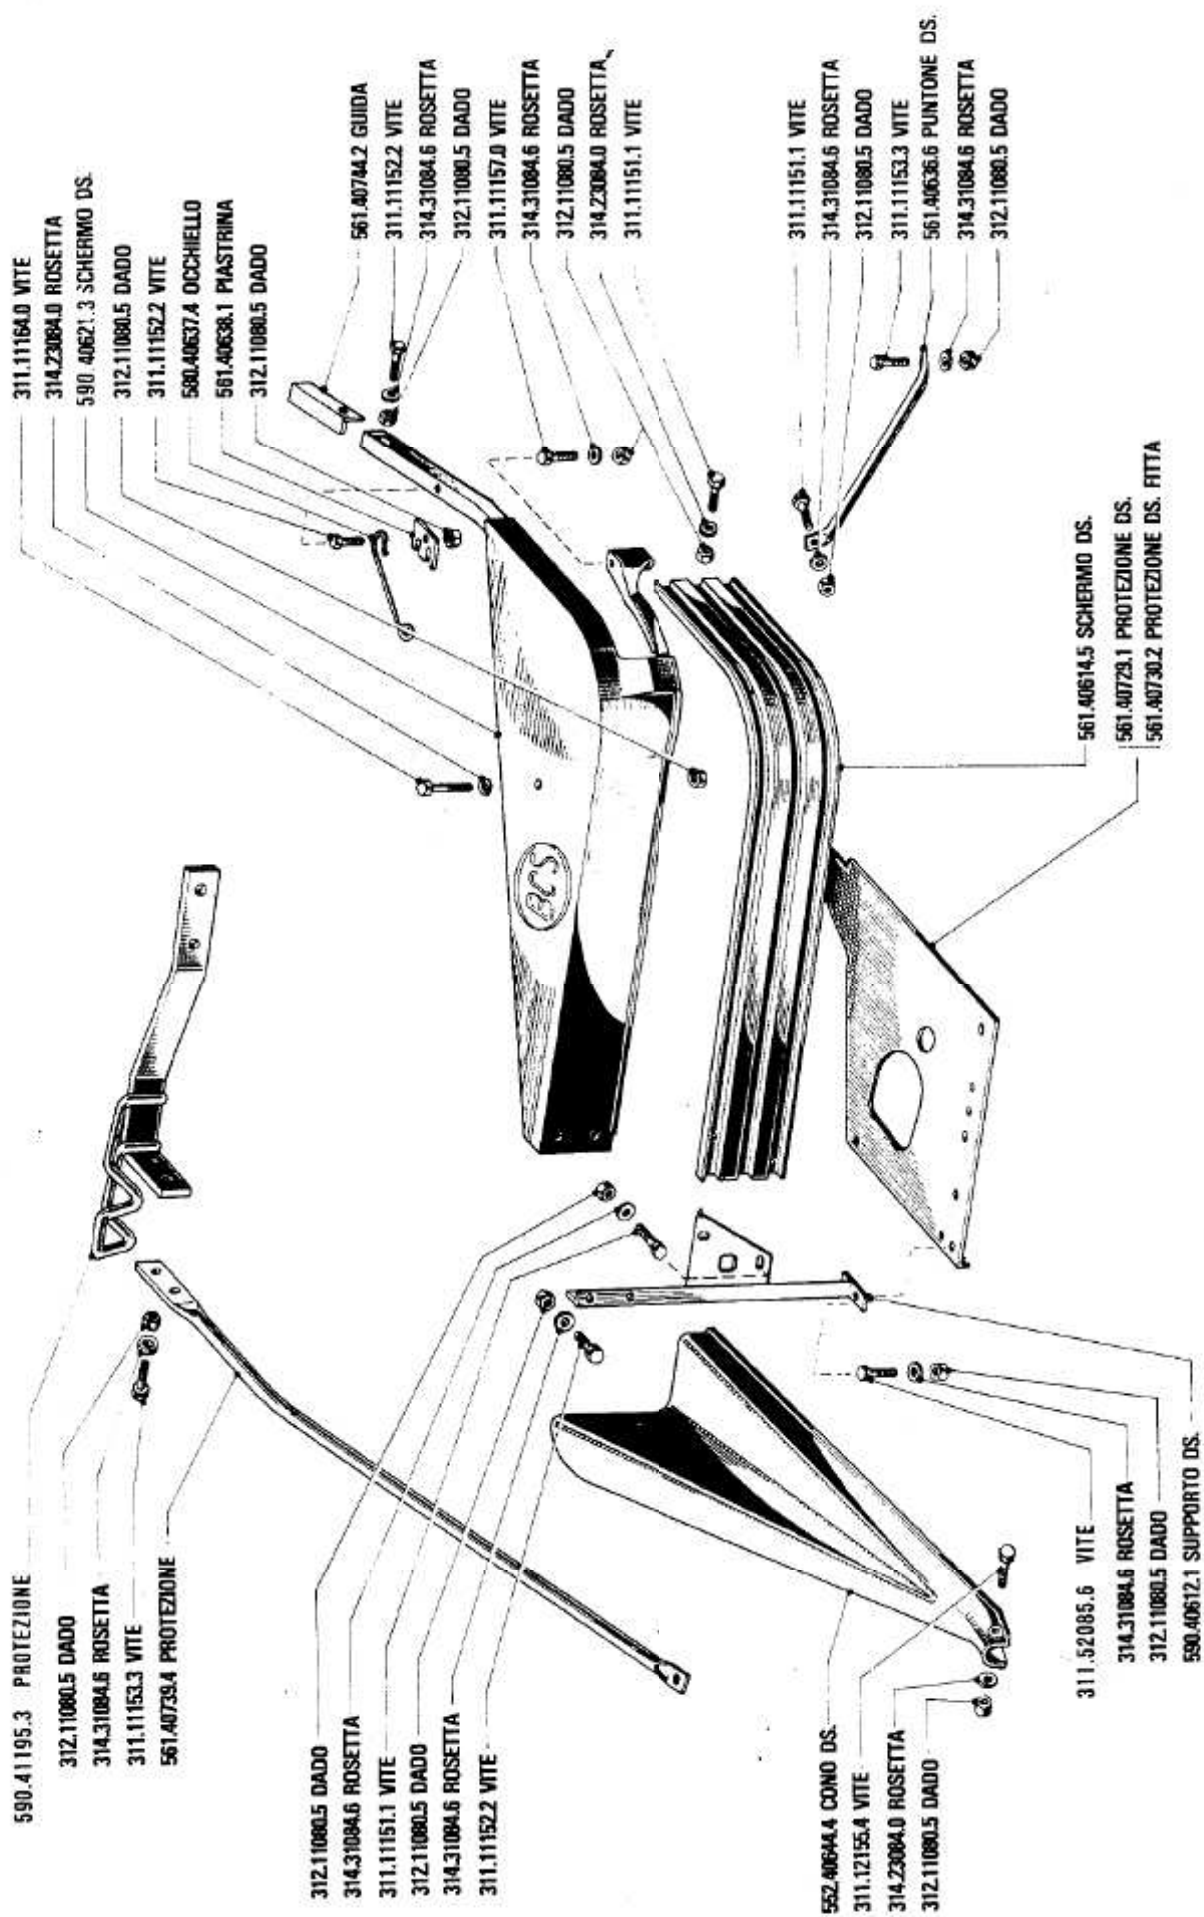 311.11164.0 VITE
314.23084.0 ROSETTA
590.40621.3 SCHERMO DS.
312.11080.5 DADO
311.11152.2 VITE
580.40637.4 OCCHIELLO
561.40638.1 PIASTRINA
312.11080.5 DADO
561.40744.2 GUIDA
311.11152.2 VITE
314.31084.6 ROSETTA
312.11080.5 DADO
311.11157.0 VITE
314.31084.6 ROSETTA
312.11080.5 DADO
314.23084.0 ROSETTA
311.11151.1 VITE
311.11151.1 VITE
314.31084.6 ROSETTA
312.11080.5 DADO
311.11153.3 VITE
561.40636.6 PUNTONE DS.
314.31084.6 ROSETTA
312.11080.5 DADO
561.40614.5 SCHERMO DS.
561.40729.1 PROTEZIONE DS.
561.40730.2 PROTEZIONE DS. FITTA
BCS
590.41195.3 PROTEZIONE
312.11080.5 DADO
314.31084.6 ROSETTA
311.11153.3 VITE
561.40739.4 PROTEZIONE
312.11080.5 DADO
314.31084.6 ROSETTA
311.11151.1 VITE
312.11080.5 DADO
314.31084.6 ROSETTA
311.11152.2 VITE
552.40644.4 CONO DS.
311.12155.4 VITE
314.23084.0 ROSETTA
312.11080.5 DADO
311.52085.6 VITE
314.31084.6 ROSETTA
312.11080.5 DADO
590.40612.1 SUPPORTO DS.